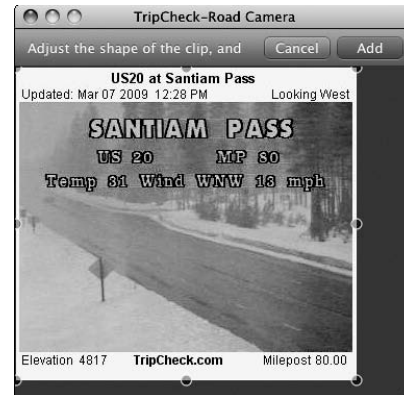 TripCheck-Road Camera
Adjust the shape of the clip, and Cancel Add
US20 at Santiam Pass
Updated: Mar 07 2009 12:28 PM Looking West
SANTIAM PASS
US 20 MP 80
Temp 31 Wind WNW 13 mph
Elevation 4817 TripCheck.com Milepost 80.00